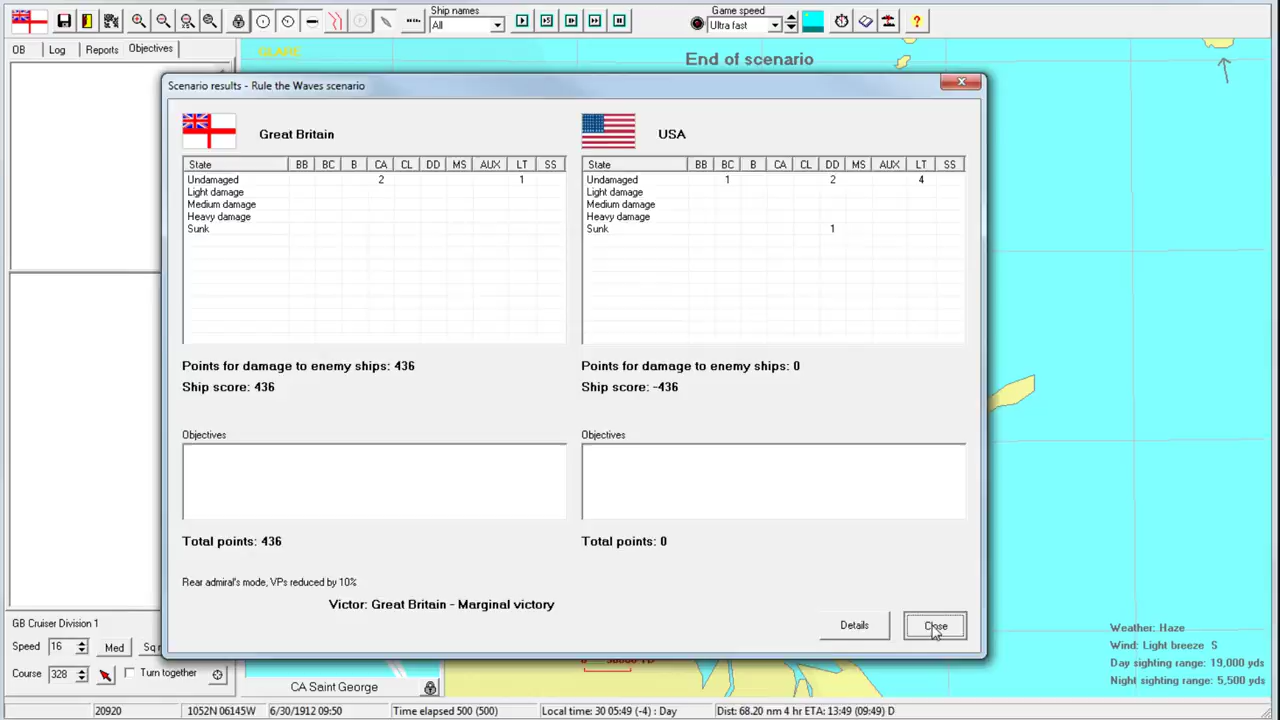 Ship names
All
Game speed
Ultra fast
OB Log Reports Objectives
GLARE
End of scenario
Scenario results - Rule the Waves scenario
Great Britain
USA
State BB BC B CA CL DD MS AUX LT SS
Undamaged 2 1
Light damage
Medium damage
Heavy damage
Sunk
State BB BC B CA CL DD MS AUX LT SS
Undamaged 1 2 4
Light damage
Medium damage
Heavy damage
Sunk 1
Points for damage to enemy ships: 436
Ship score: 436
Points for damage to enemy ships: 0
Ship score: -436
Objectives
Objectives
Total points: 436
Total points: 0
Rear admiral's mode, VPs reduced by 10%
Victor: Great Britain - Marginal victory
Details
Close
GB Cruiser Division 1
Speed 16 Med Sq
Course 328 Turn together
CA Saint George
Weather: Haze
Wind: Light breeze S
Day sighting range: 19,000 yds
Night sighting range: 5,500 yds
20920 1052N 06145W 6/30/1912 09:50 Time elapsed 500 (500) Local time: 30 05:49 (-4) : Day Dist: 68.20 nm 4 hr ETA: 13:49 (09:49) D